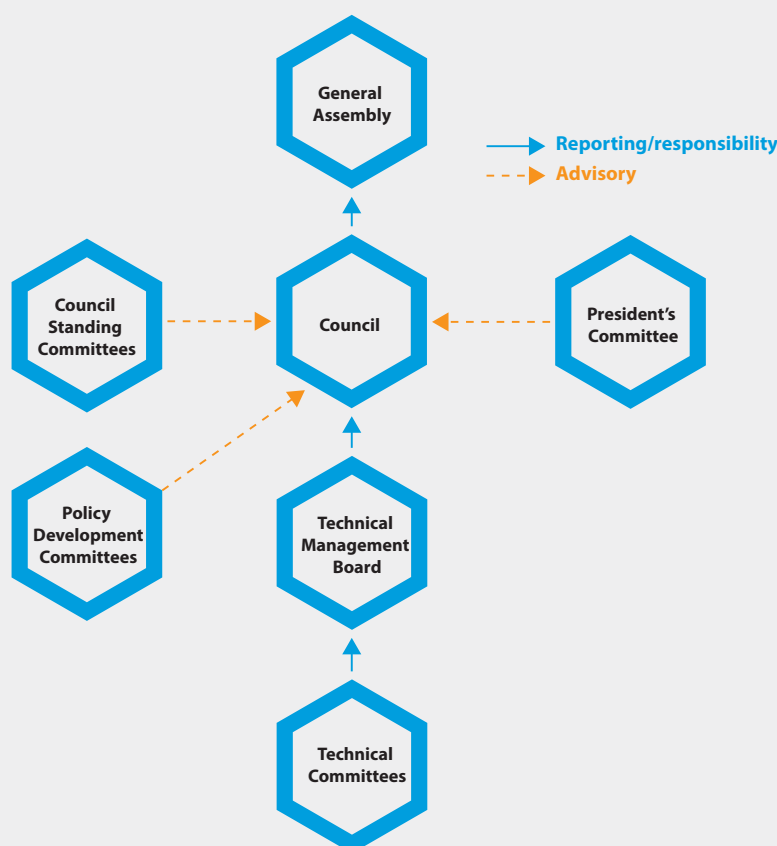 General
Assembly
Reporting/responsibility
Advisory
Council
Standing
Committees
Council
President’s
Committee
Policy
Development
Committees
Technical
Management
Board
Technical
Committees